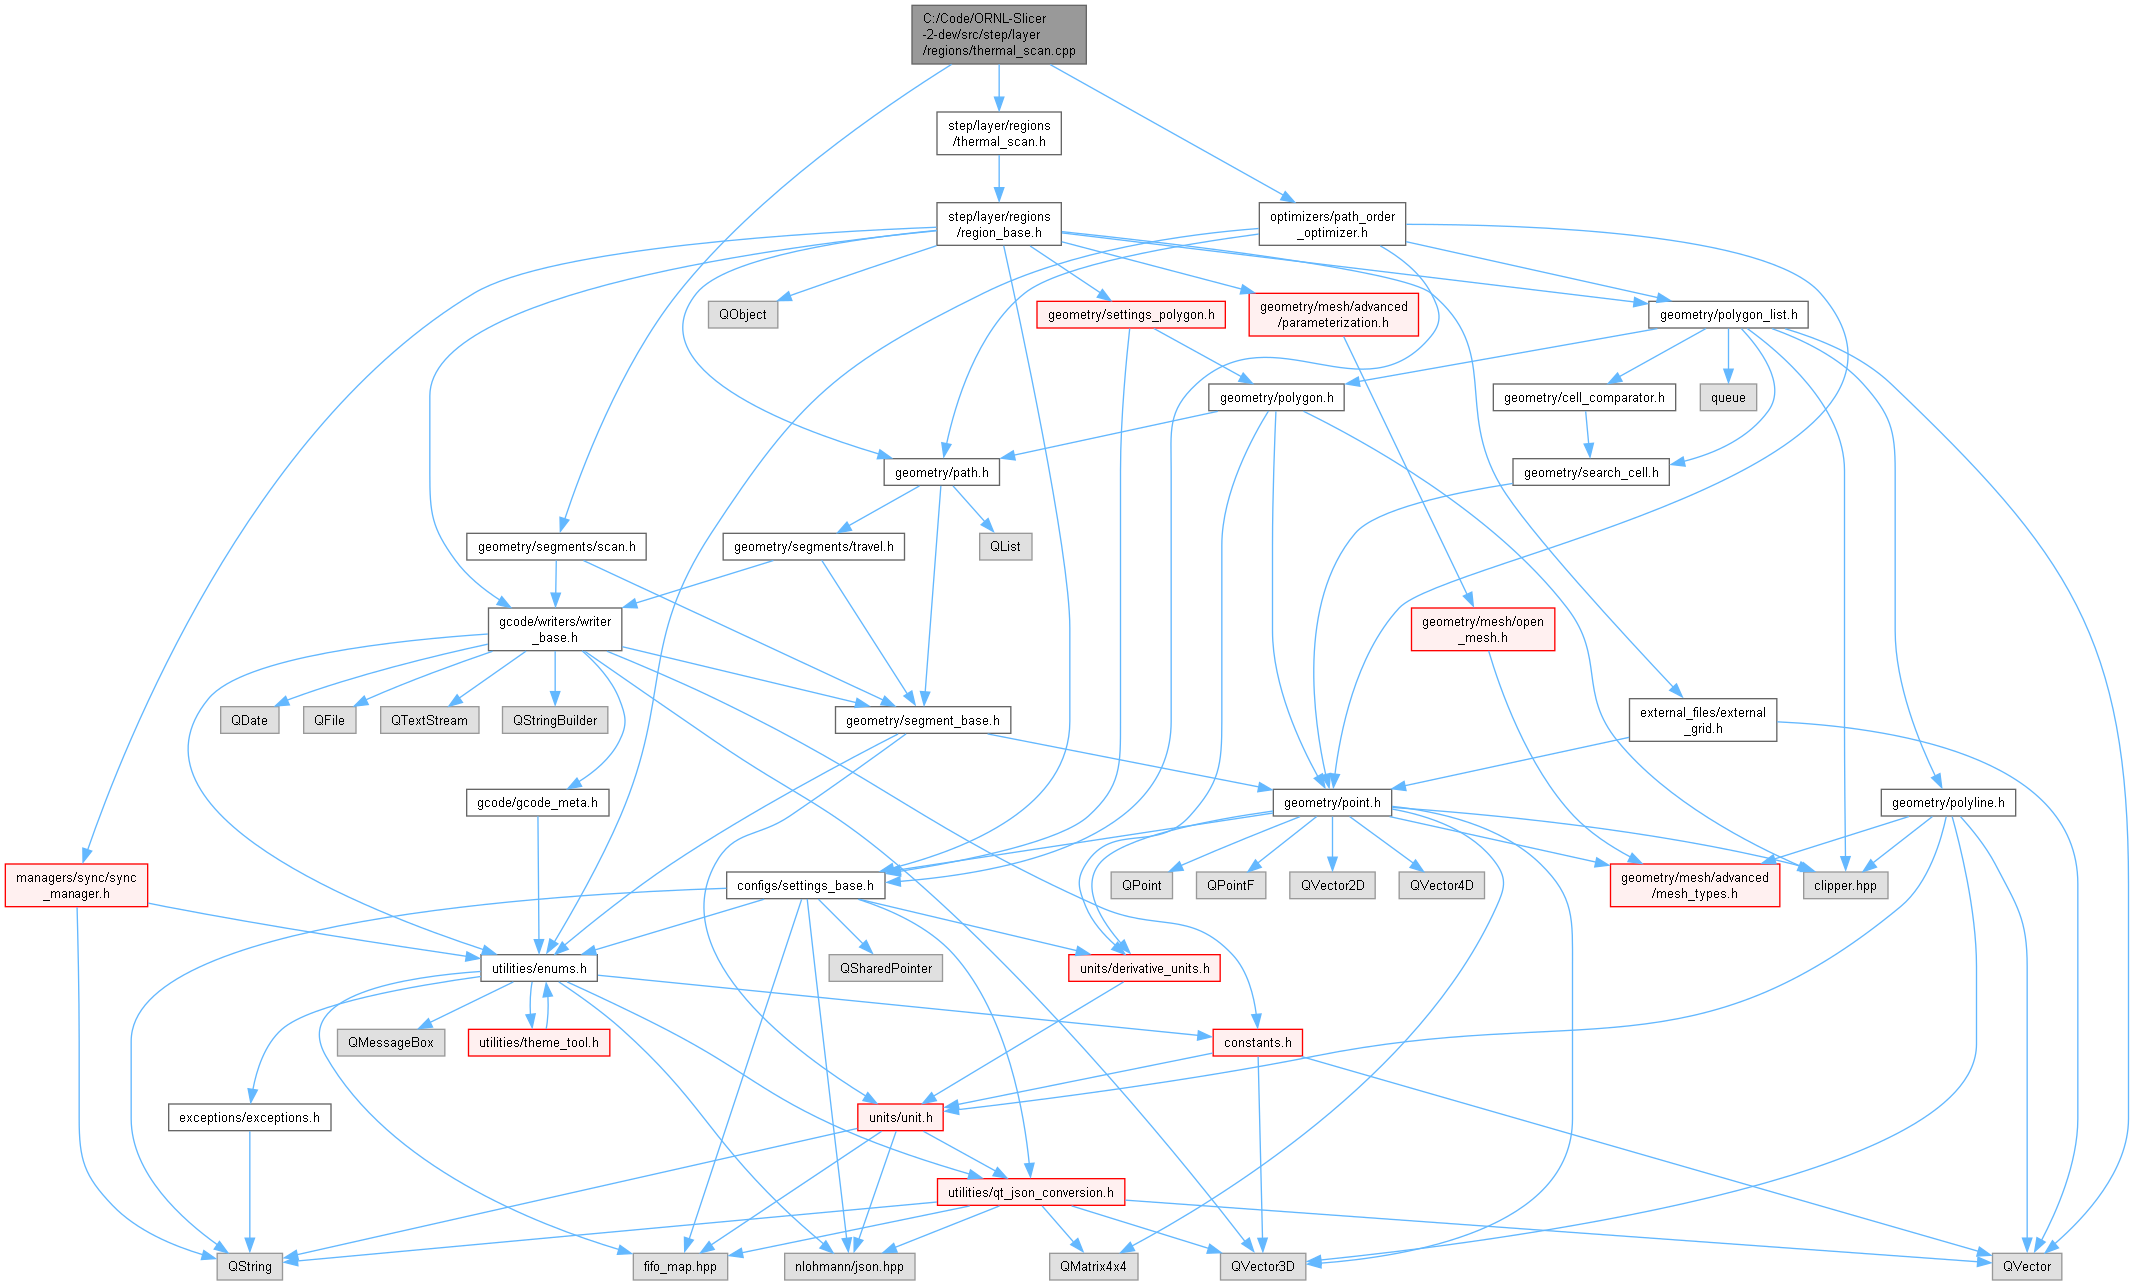 C:/Code/ORNL-Slicer
-2-dev/src/step/layer
/regions/thermal_scan.cpp
step/layer/regions
/thermal_scan.h
step/layer/regions
/region_base.h
optimizers/path_order
_optimizer.h
QObject
geometry/settings_polygon.h
geometry/mesh/advanced
/parameterization.h
geometry/polygon_list.h
geometry/polygon.h
geometry/cell_comparator.h
queue
geometry/path.h
geometry/search_cell.h
geometry/segments/scan.h
geometry/segments/travel.h
QList
gcode/writers/writer
_base.h
geometry/mesh/open
_mesh.h
QDate
QFile
QTextStream
QStringBuilder
geometry/segment_base.h
external_files/external
_grid.h
gcode/gcode_meta.h
geometry/point.h
geometry/polyline.h
managers/sync/sync
_manager.h
configs/settings_base.h
QPoint
QPointF
QVector2D
QVector4D
geometry/mesh/advanced
/mesh_types.h
clipper.hpp
utilities/enums.h
QSharedPointer
units/derivative_units.h
QMessageBox
utilities/theme_tool.h
constants.h
exceptions/exceptions.h
units/unit.h
utilities/qt_json_conversion.h
QString
fifo_map.hpp
nlohmann/json.hpp
QMatrix4x4
QVector3D
QVector